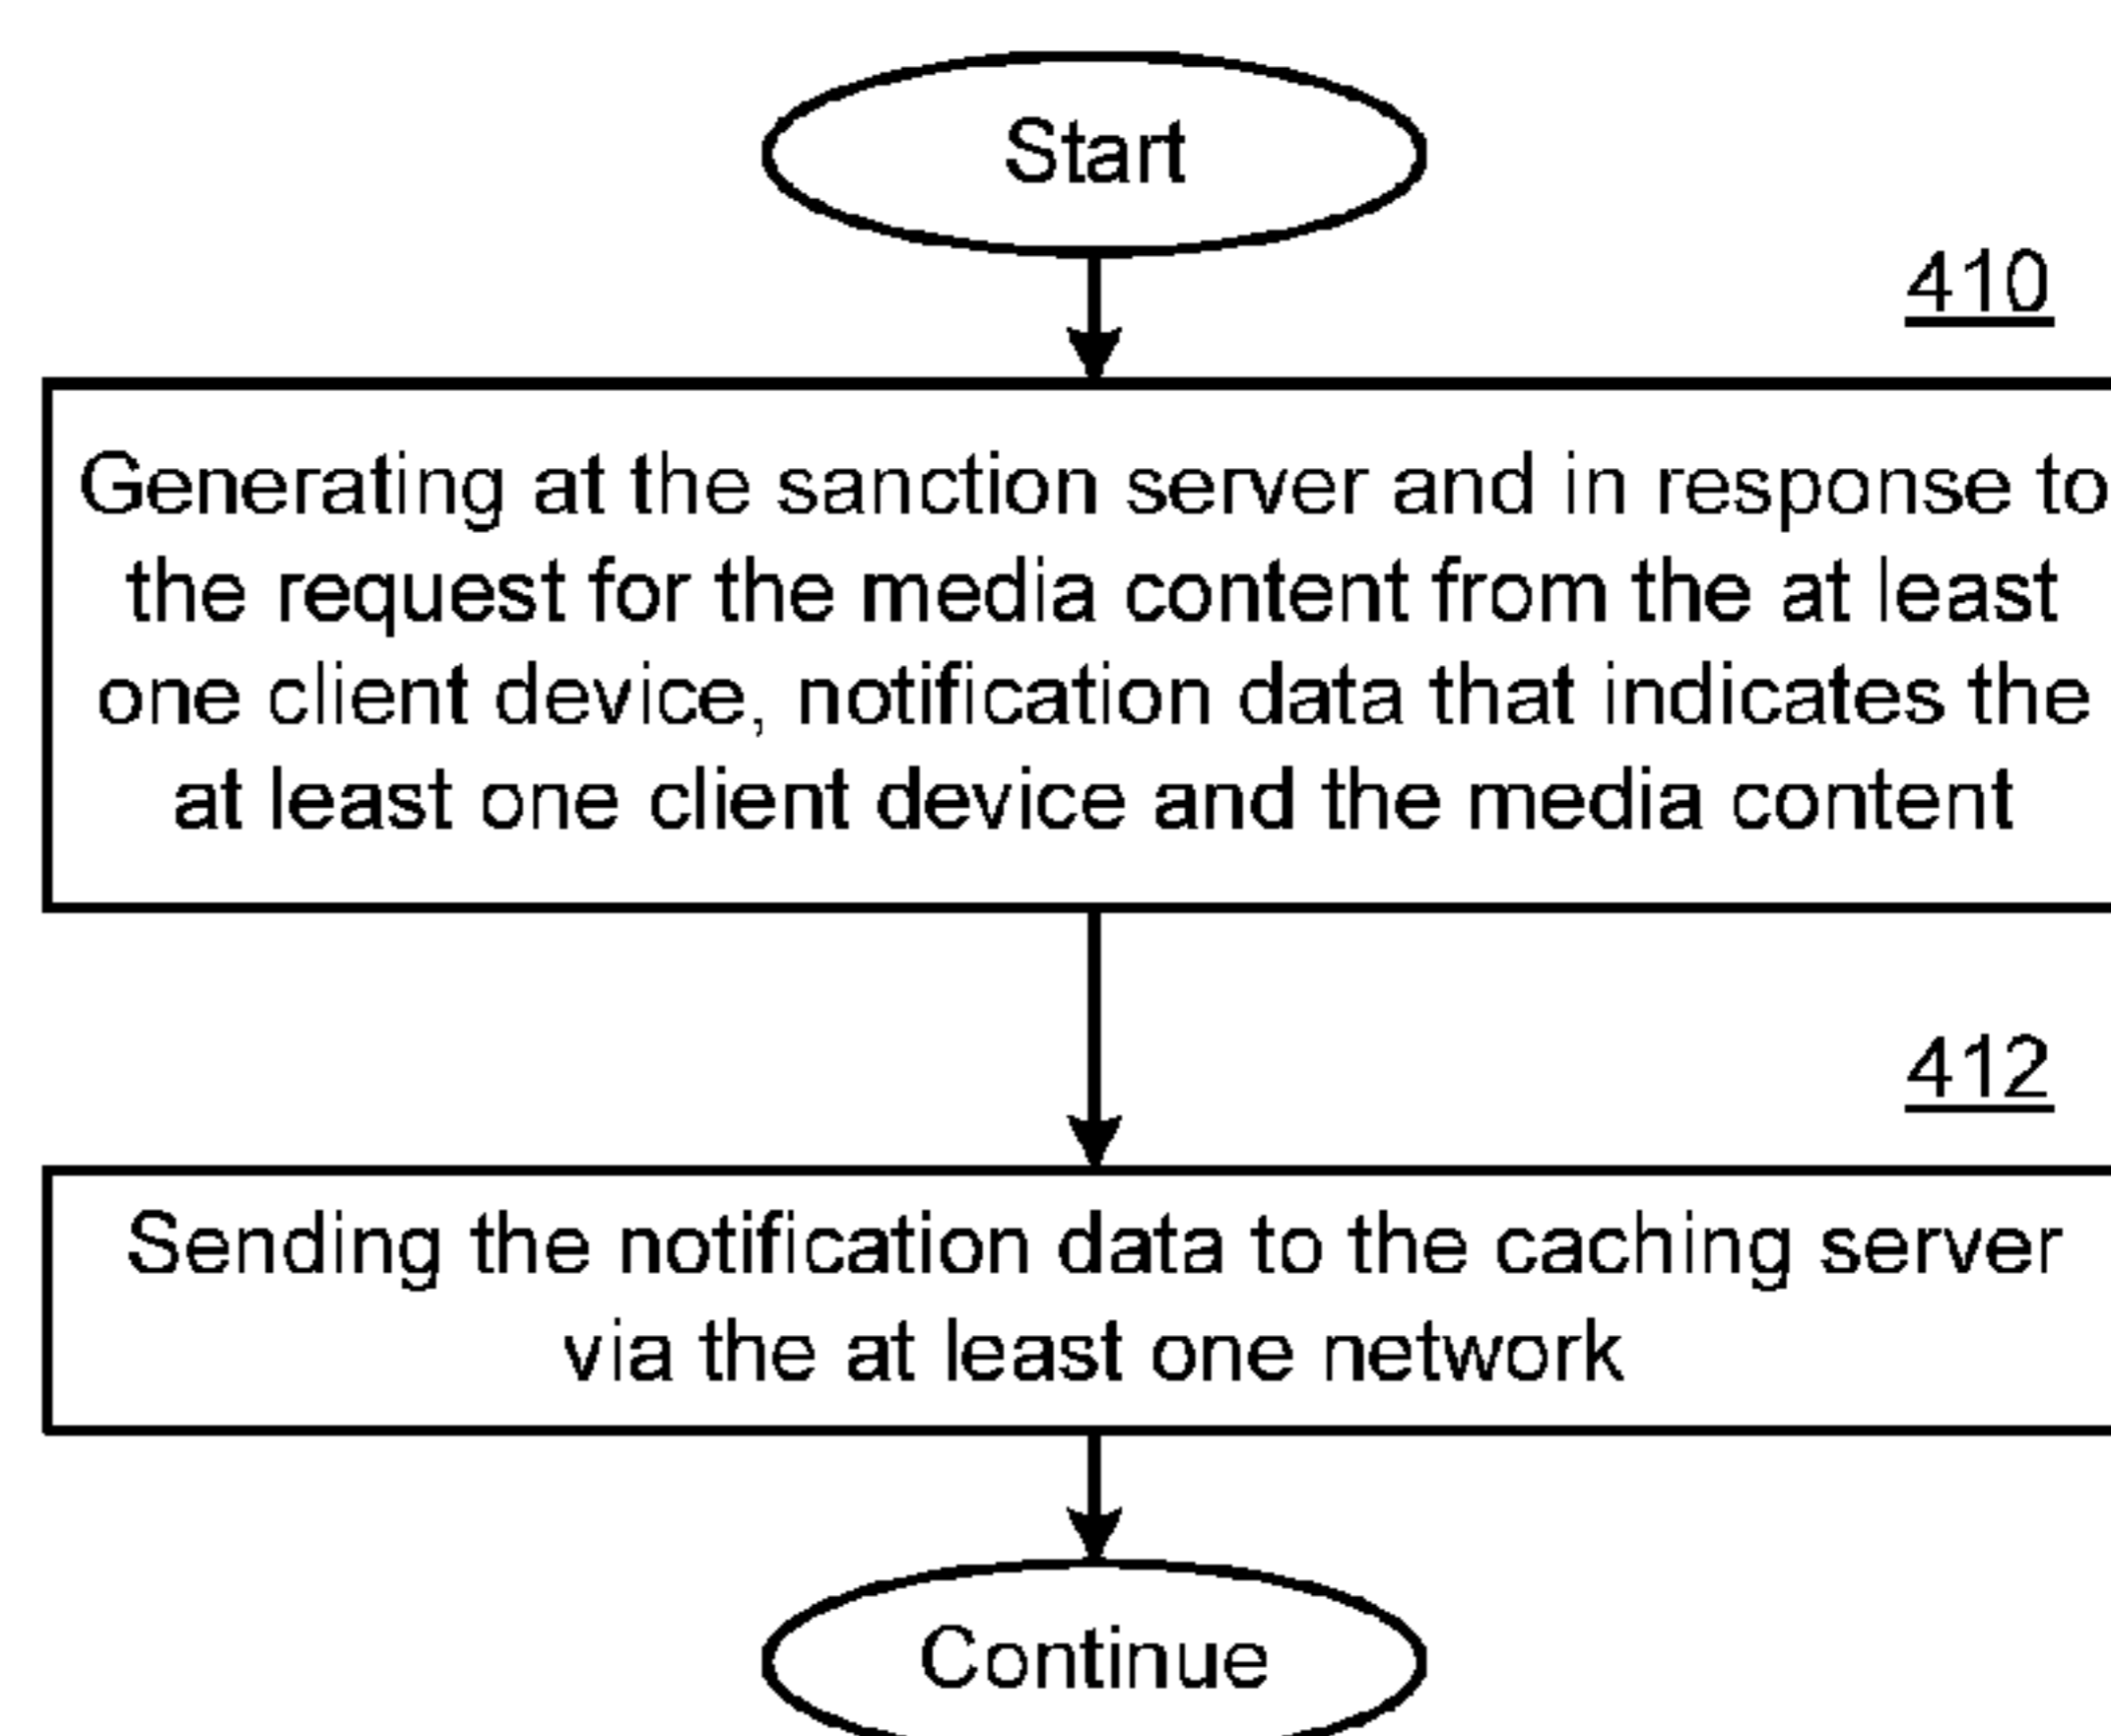 Start
410
Generating at the sanction server and in response to
the request for the media content from the at least
one client device, notification data that indicates the
at least one client device and the media content
412
Sending the notification data to the caching server
via the at least one network
Continue